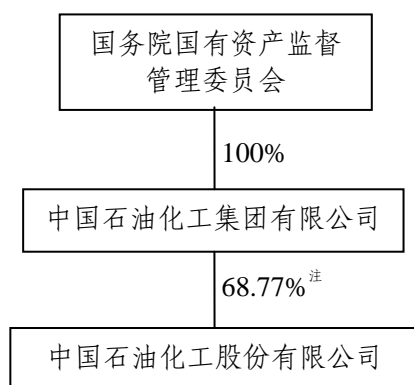 国务院国有资产监督
管理委员会
100%
中国石油化工集团有限公司
68.77%注
中国石油化工股份有限公司